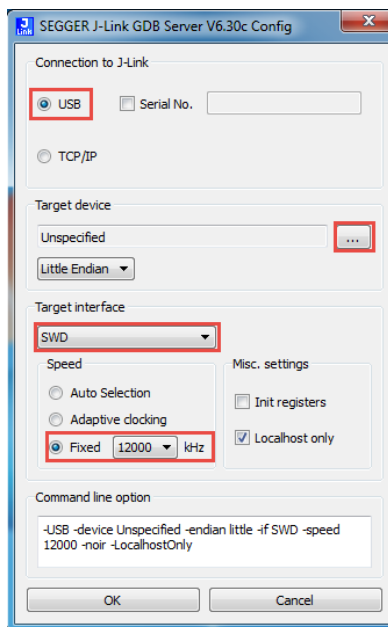 J
Link
SEGGER J-Link GDB Server V6.30c Config
Connection to J-Link
USB
Serial No.
TCP/IP
Target device
Unspecified
...
Little Endian
Target interface
SWD
Speed
Misc. settings
Auto Selection
Init registers
Adaptive clocking
Localhost only
Fixed 12000 kHz
Command line option
-USB -device Unspecified -endian little -if SWD -speed
12000 -noir -LocalhostOnly
OK
Cancel